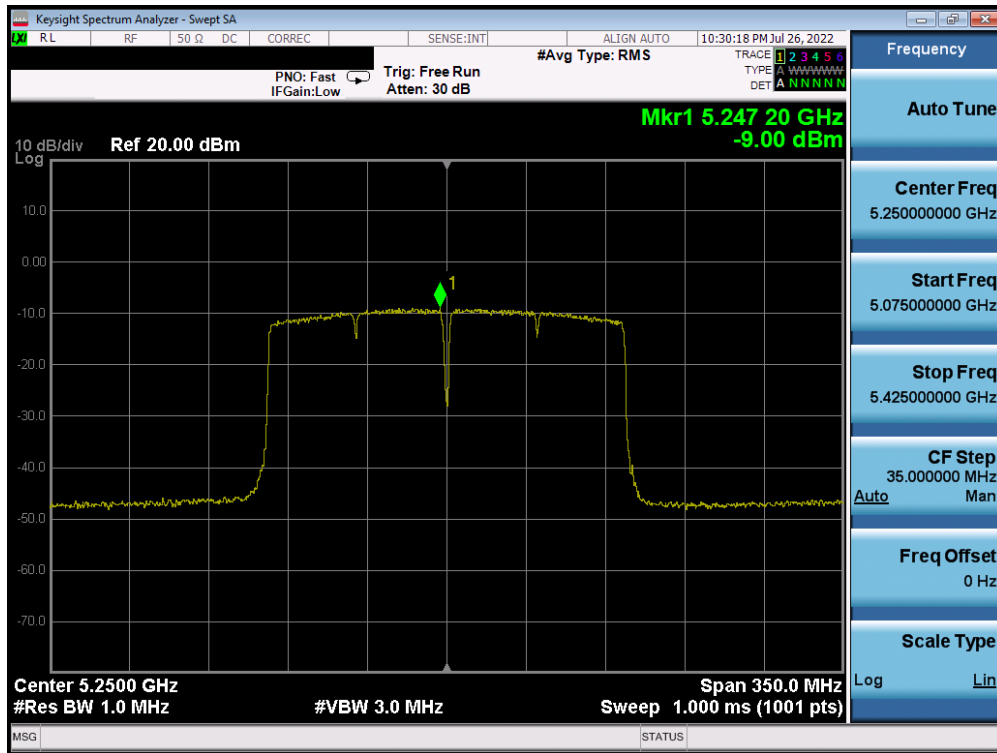 Keysight Spectrum Analyzer - Swept SA
LXI RL RF 50 Ω DC CORREC SENSE:INT ALIGN AUTO 10:30:18 PM Jul 26, 2022
#Avg Type: RMS
TRACE 1 2 3 4 5 6
TYPE A WWWWW
DET A N N N N N
PNO: Fast
IFGain:Low
Trig: Free Run
Atten: 30 dB
Mkr1 5.247 20 GHz
-9.00 dBm
10 dB/div
Log
Ref 20.00 dBm
10.0
0.00
-10.0
-20.0
-30.0
-40.0
-50.0
-60.0
-70.0
1
Center 5.2500 GHz
Span 350.0 MHz
#Res BW 1.0 MHz
#VBW 3.0 MHz
Sweep 1.000 ms (1001 pts)
MSG
STATUS
Frequency
Auto Tune
Center Freq
5.250000000 GHz
Start Freq
5.075000000 GHz
Stop Freq
5.425000000 GHz
CF Step
35.000000 MHz
Auto Man
Freq Offset
0 Hz
Scale Type
Log Lin